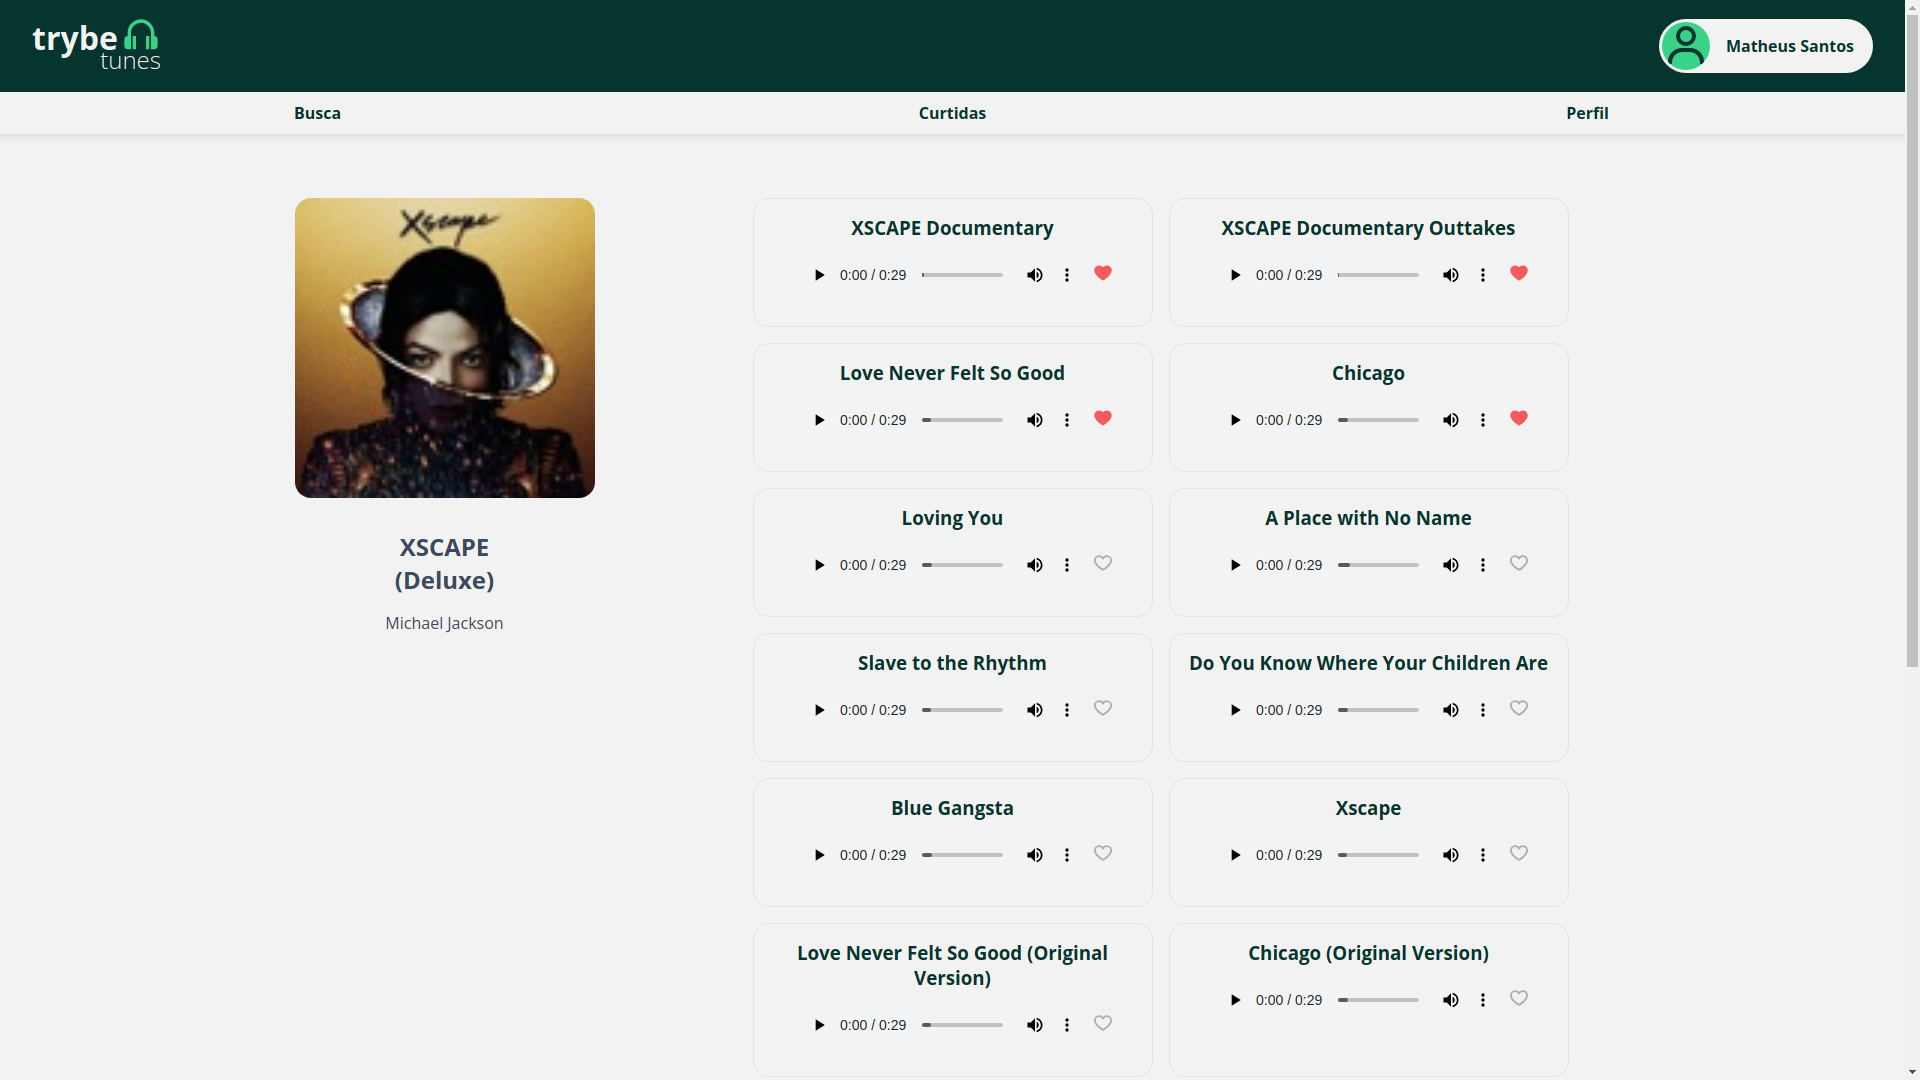 trybe
tunes
Matheus Santos
Busca
Curtidas
Perfil
Xscape
XSCAPE
(Deluxe)
Michael Jackson
XSCAPE Documentary
0:00 / 0:29
XSCAPE Documentary Outtakes
0:00 / 0:29
Love Never Felt So Good
0:00 / 0:29
Chicago
0:00 / 0:29
Loving You
0:00 / 0:29
A Place with No Name
0:00 / 0:29
Slave to the Rhythm
0:00 / 0:29
Do You Know Where Your Children Are
0:00 / 0:29
Blue Gangsta
0:00 / 0:29
Xscape
0:00 / 0:29
Love Never Felt So Good (Original
Version)
0:00 / 0:29
Chicago (Original Version)
0:00 / 0:29